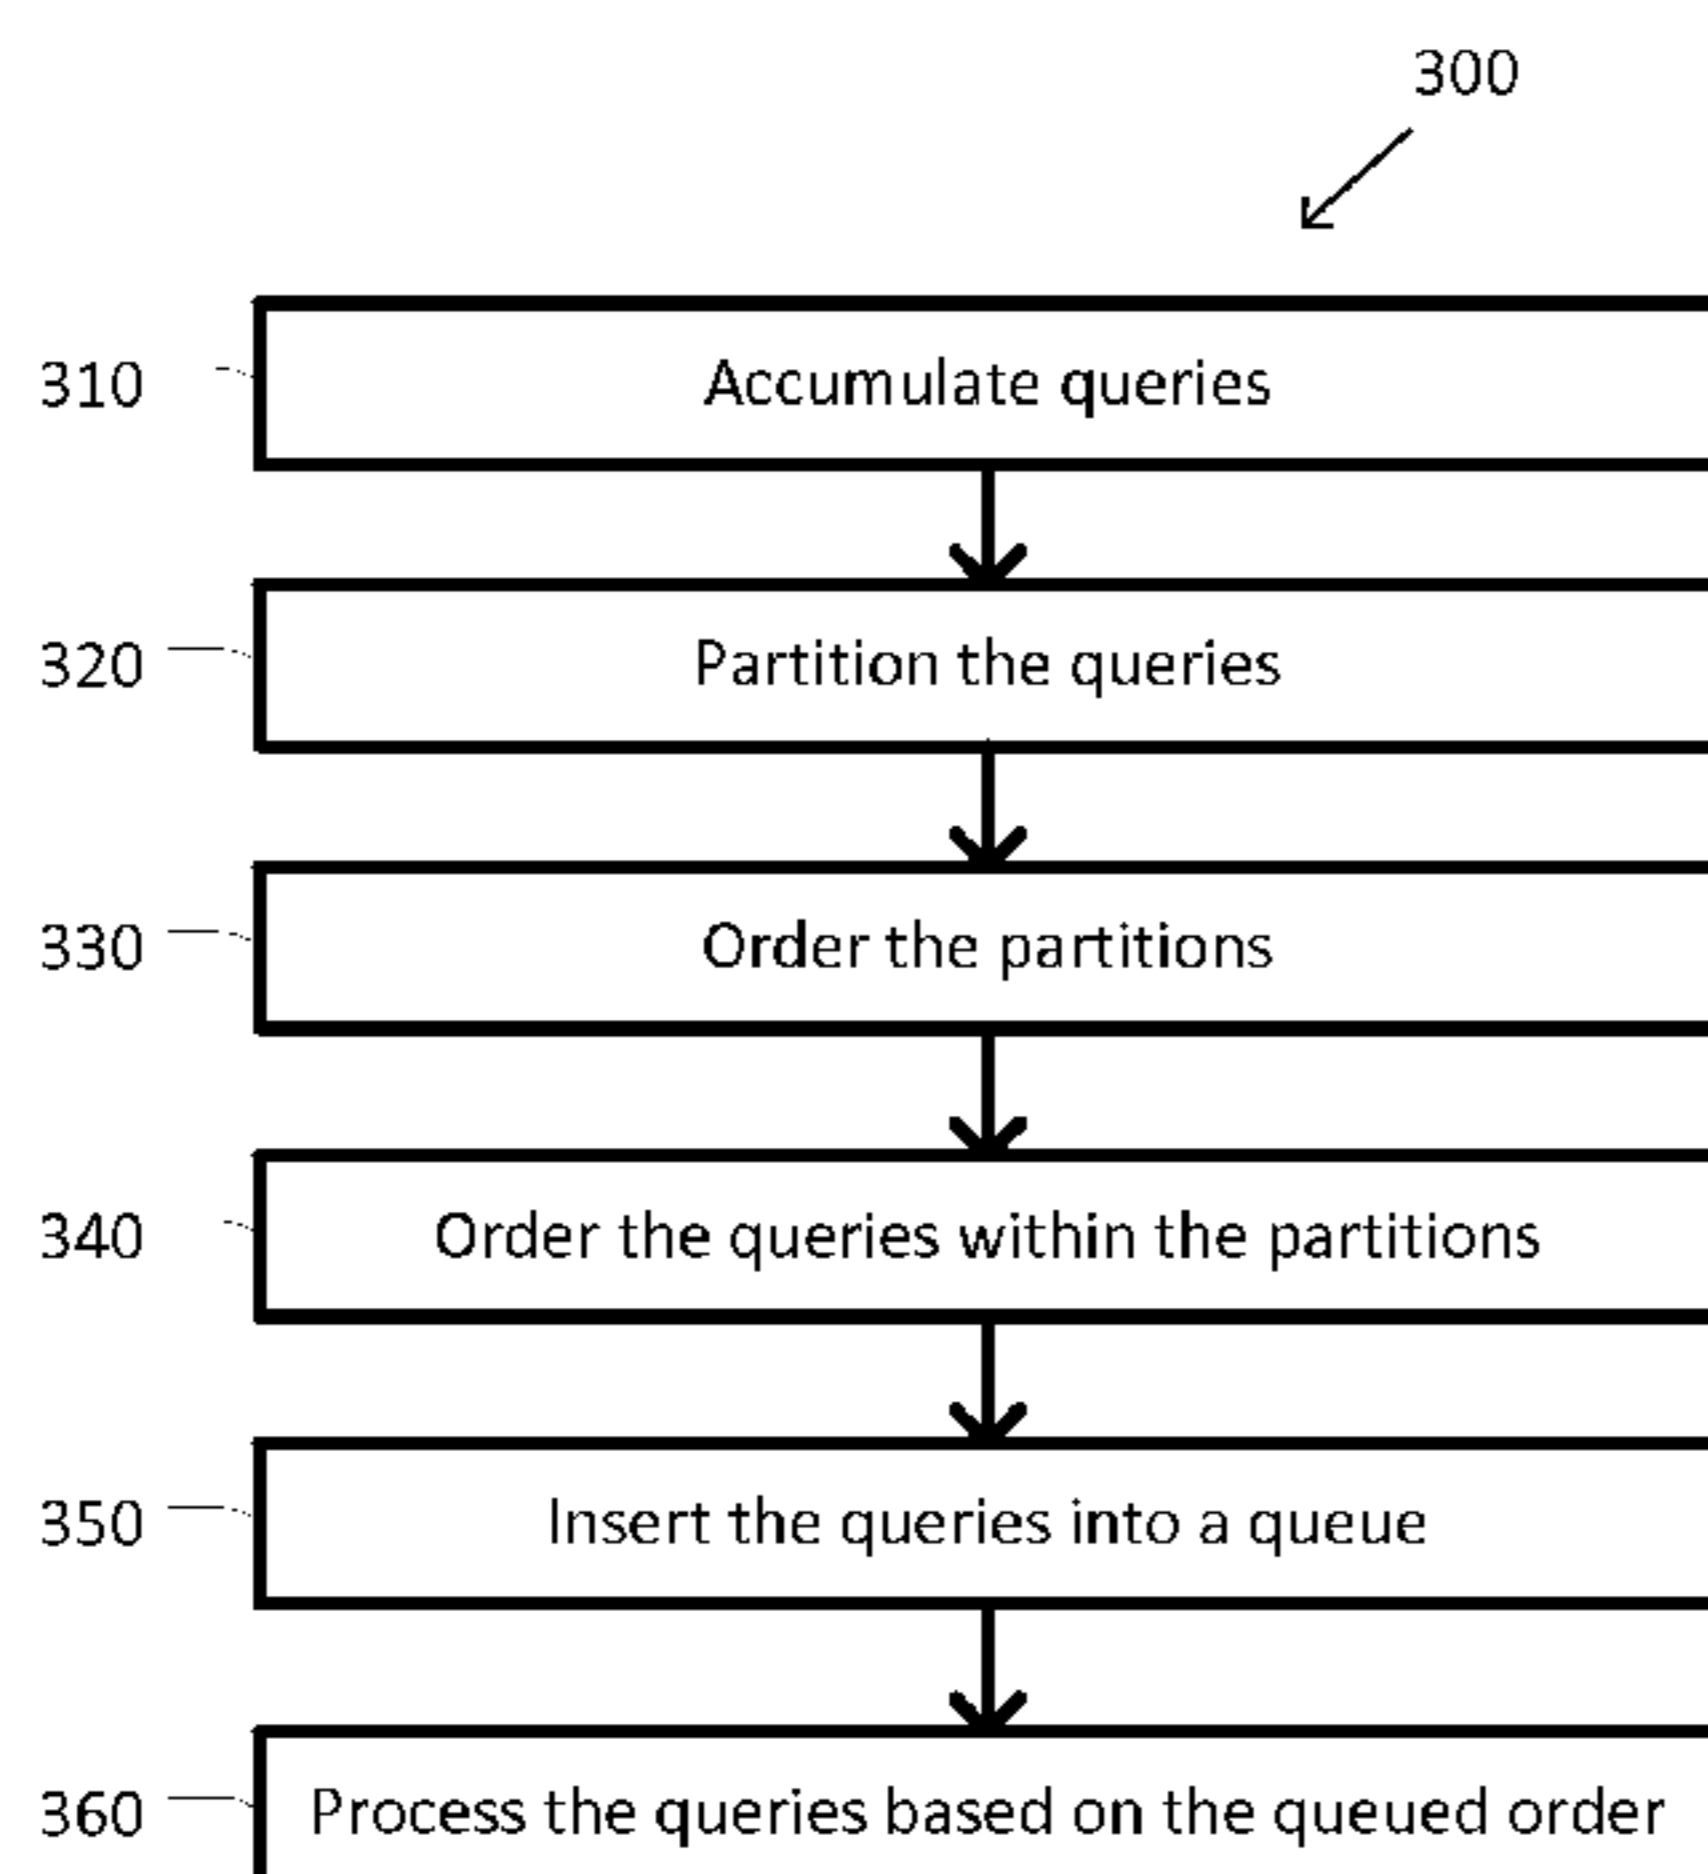 300
310 Accumulate queries
320 Partition the queries
330 Order the partitions
340 Order the queries within the partitions
350 Insert the queries into a queue
360 Process the queries based on the queued order